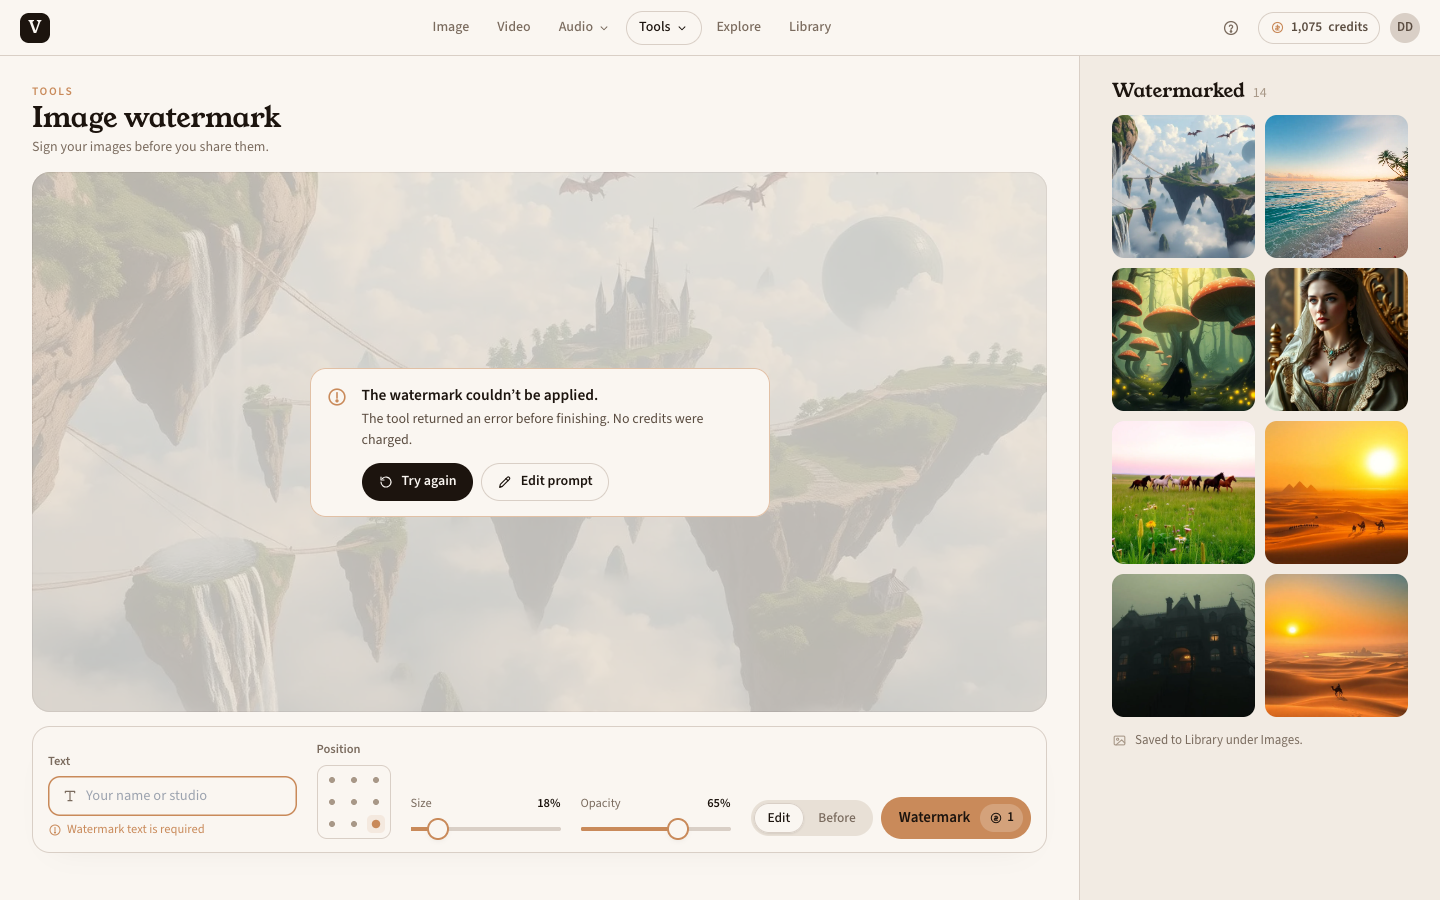 V
Image
Video
Audio
Tools
Explore
Library
1,075 credits
DD
TOOLS
Image watermark
Sign your images before you share them.
The watermark couldn’t be applied.
The tool returned an error before finishing. No credits were
charged.
Try again
Edit prompt
Text
Your name or studio
Watermark text is required
Position
Size
18%
Opacity
65%
Edit
Before
Watermark
1
Watermarked 14
Saved to Library under Images.